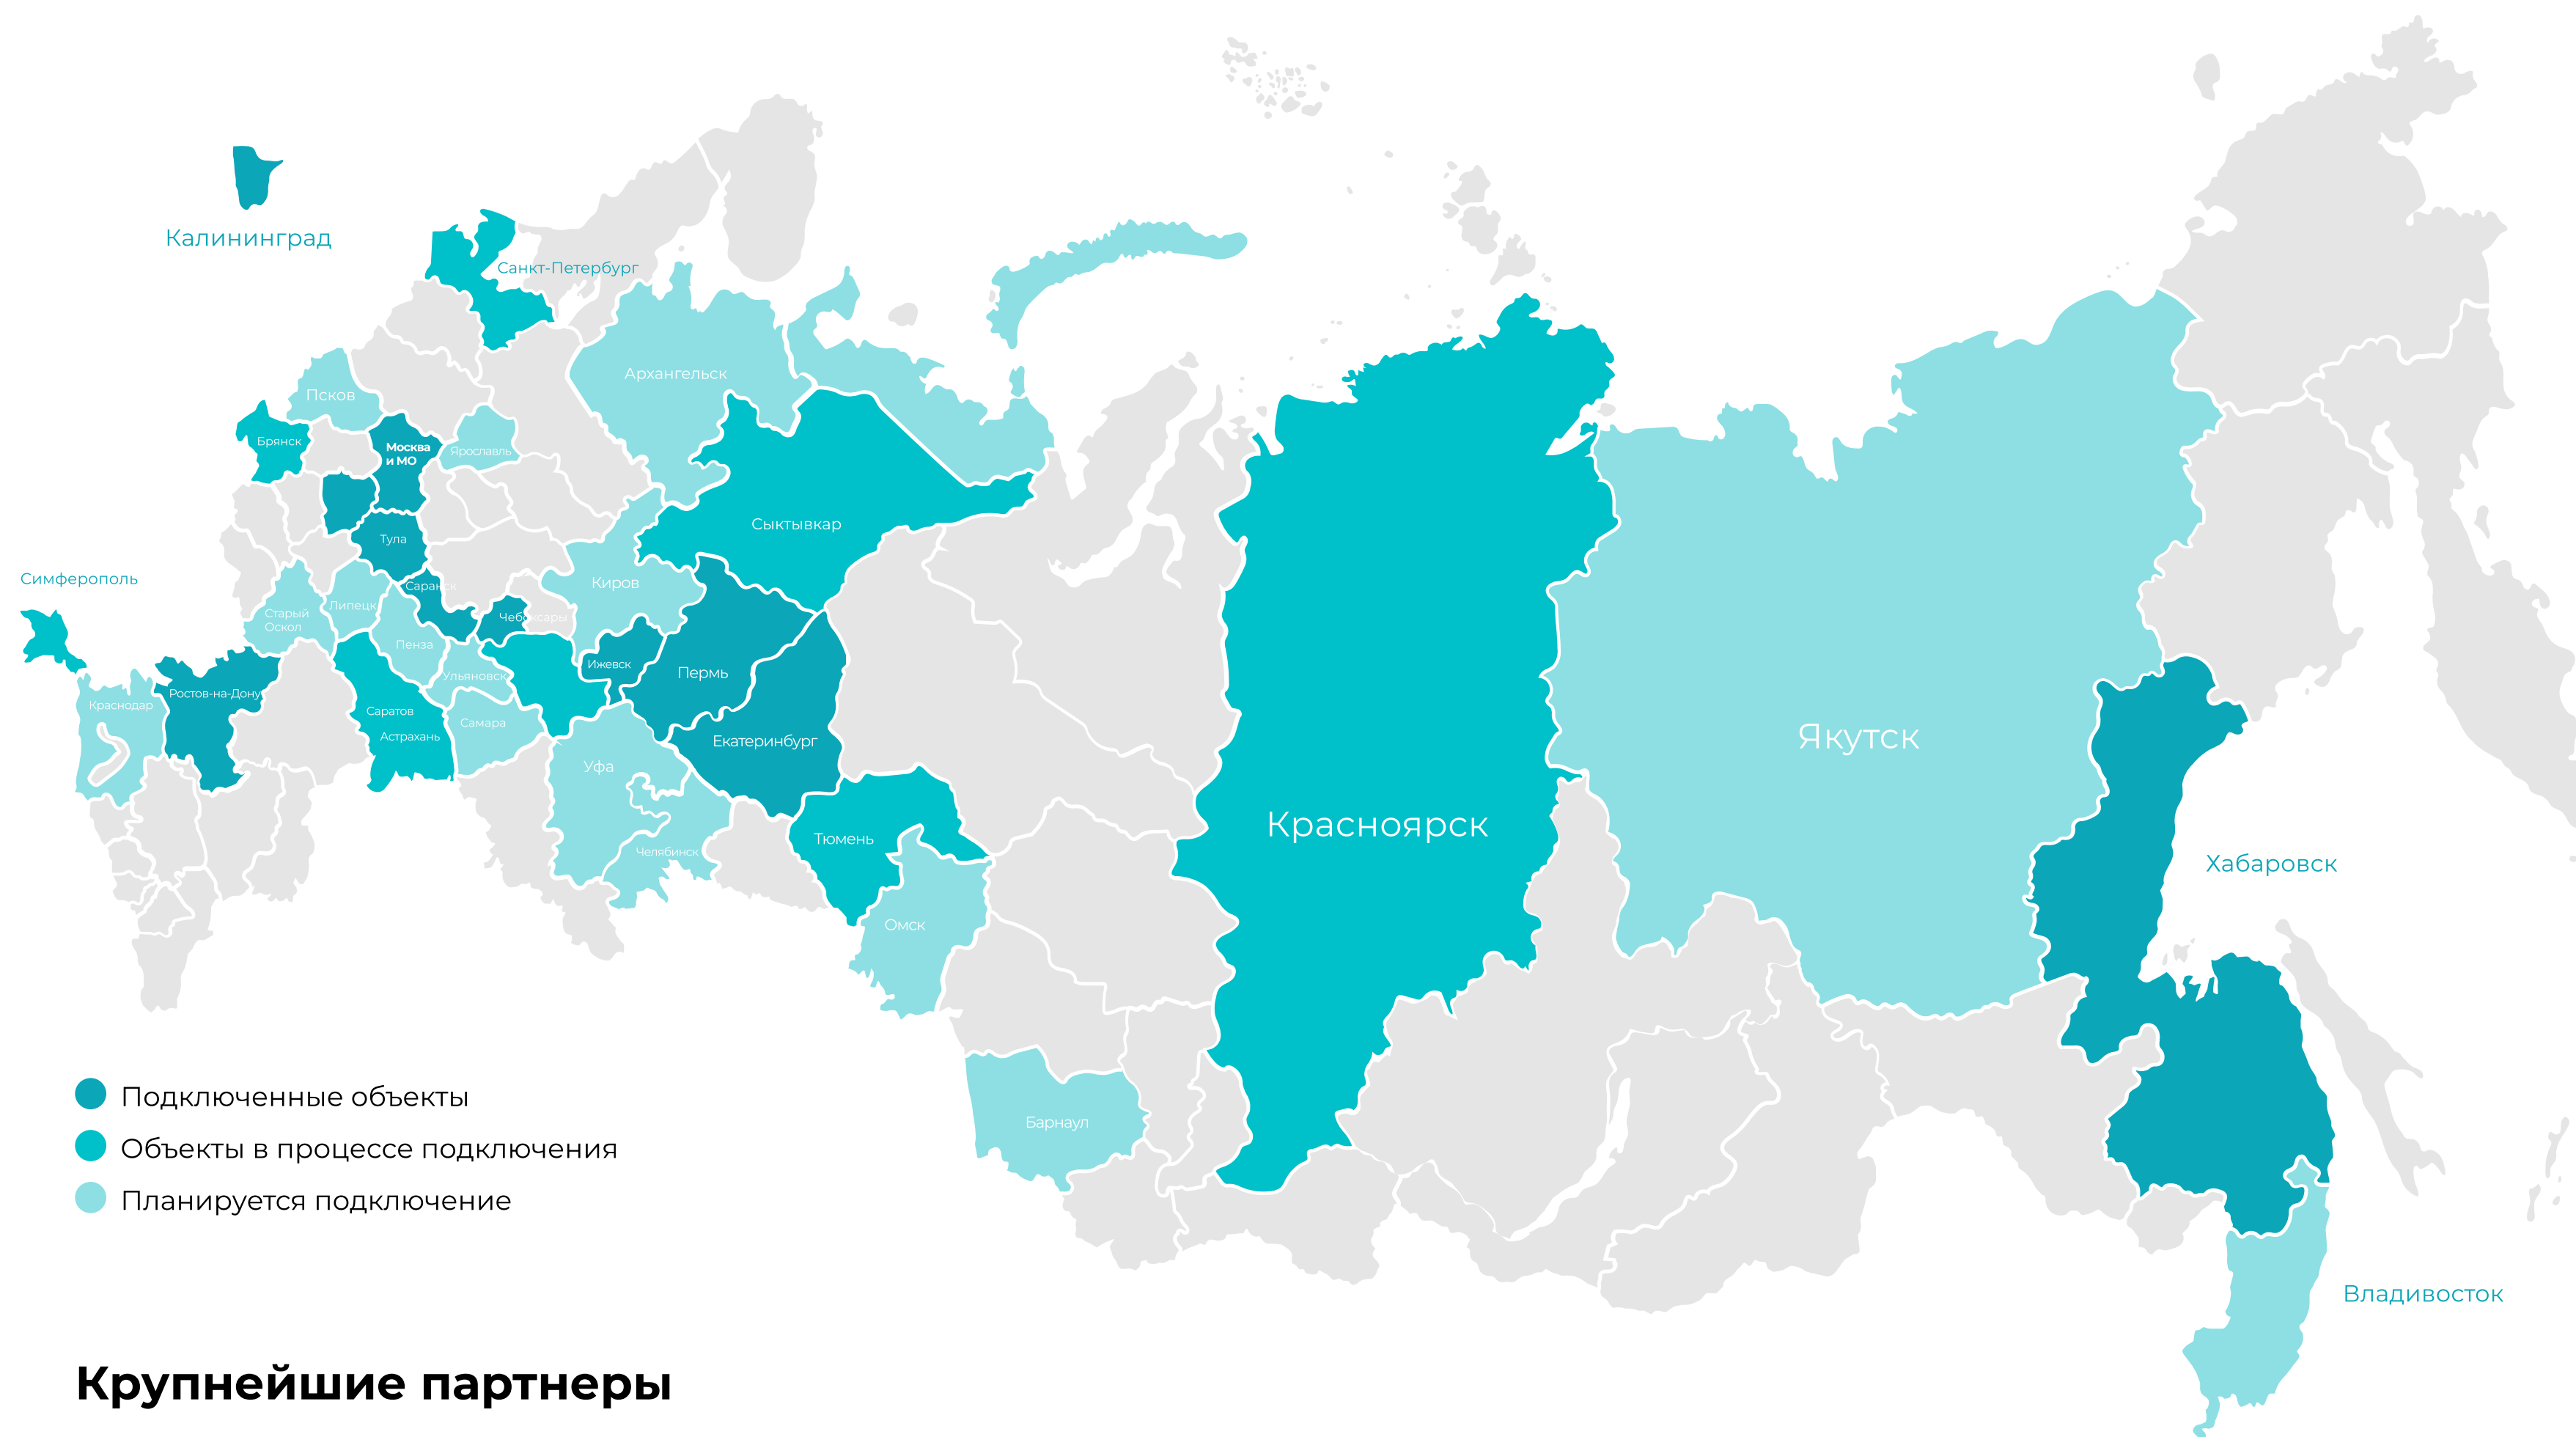 Калининград
Санкт-Петербург
Архангельск
Псков
Брянск
Москва
и МО
Ярославль
Сыктывкар
Тула
Симферополь
Саранск
Киров
Липецк
Старый
Оскол
Чебоксары
Пенза
Ижевск
Пермь
Ульяновск
Ростов-на-Дону
Краснодар
Саратов
Самара
Астрахань
Екатеринбург
Якутск
Уфа
Красноярск
Тюмень
Челябинск
Хабаровск
Омск
Барнаул
Подключенные объекты
Объекты в процессе подключения
Планируется подключение
Владивосток
Крупнейшие партнеры